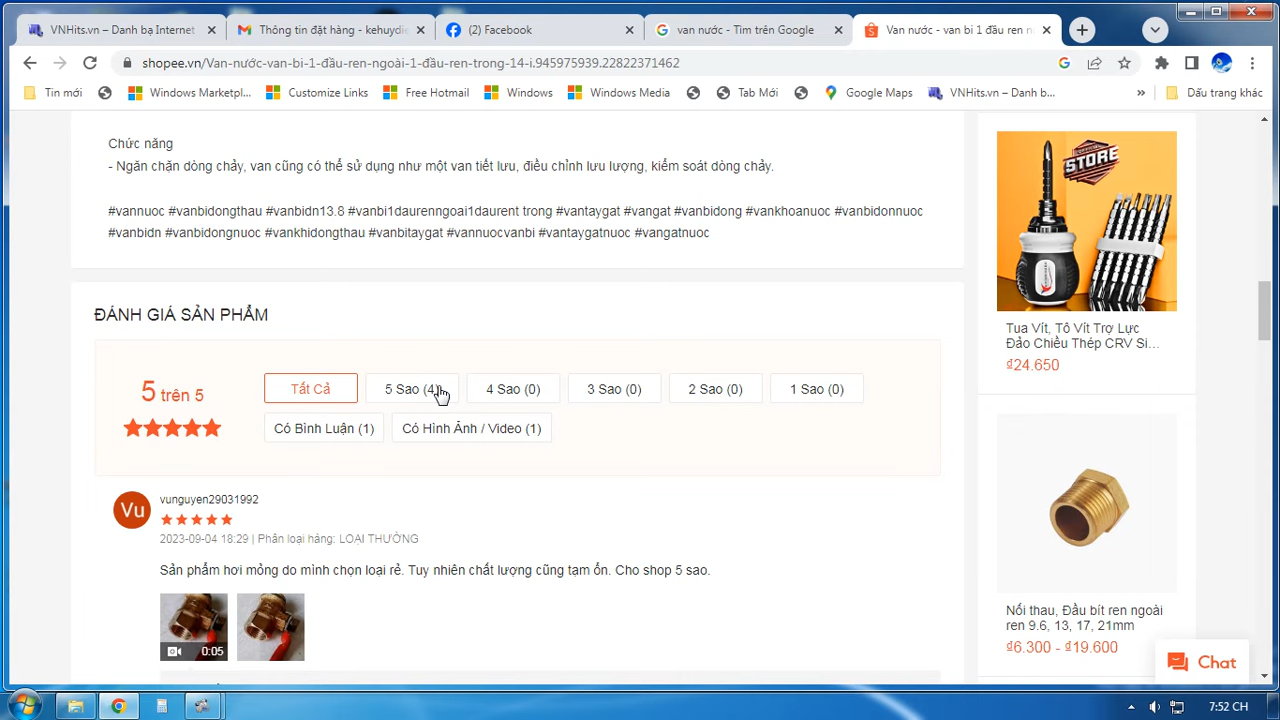 VNHits.vn – Danh bạ Internet
Thông tin đặt hàng - kehuydie
(2) Facebook
van nước - Tìm trên Google
Van nước - van bi 1 đầu ren n
shopee.vn/Van-nước-van-bi-1-đầu-ren-ngoài-1-đầu-ren-trong-14-i.945975939.22822371462
Tin mới
Windows Marketpl...
Customize Links
Free Hotmail
Windows
Windows Media
Tab Mới
Google Maps
VNHits.vn – Danh b...
»
Dấu trang khác
Chức năng
- Ngăn chặn dòng chảy, van cũng có thể sử dụng như một van tiết lưu, điều chỉnh lưu lượng, kiểm soát dòng chảy.
#vannuoc #vanbidongthau #vanbidn13.8 #vanbi1daurenngoai1daurent trong #vantaygat #vangat #vanbidong #vankhoanuoc #vanbidonnuoc
#vanbidn #vanbidongnuoc #vankhidongthau #vanbitaygat #vannuocvanbi #vantaygatnuoc #vangatnuoc
ĐÁNH GIÁ SẢN PHẨM
5 trên 5
Tất Cả
5 Sao (4)
4 Sao (0)
3 Sao (0)
2 Sao (0)
1 Sao (0)
Có Bình Luận (1)
Có Hình Ảnh / Video (1)
Vu
vunguyen29031992
2023-09-04 18:29 | Phân loại hàng: LOẠI THƯỜNG
Sản phẩm hơi mỏng do mình chọn loại rẻ. Tuy nhiên chất lượng cũng tạm ổn. Cho shop 5 sao.
0:05
STORE
Tua Vít, Tô Vít Trợ Lực
Đảo Chiều Thép CRV Si...
₫24.650
Nối thau, Đầu bít ren ngoài
ren 9.6, 13, 17, 21mm
₫6.300 - ₫19.600
Chat
7:52 CH